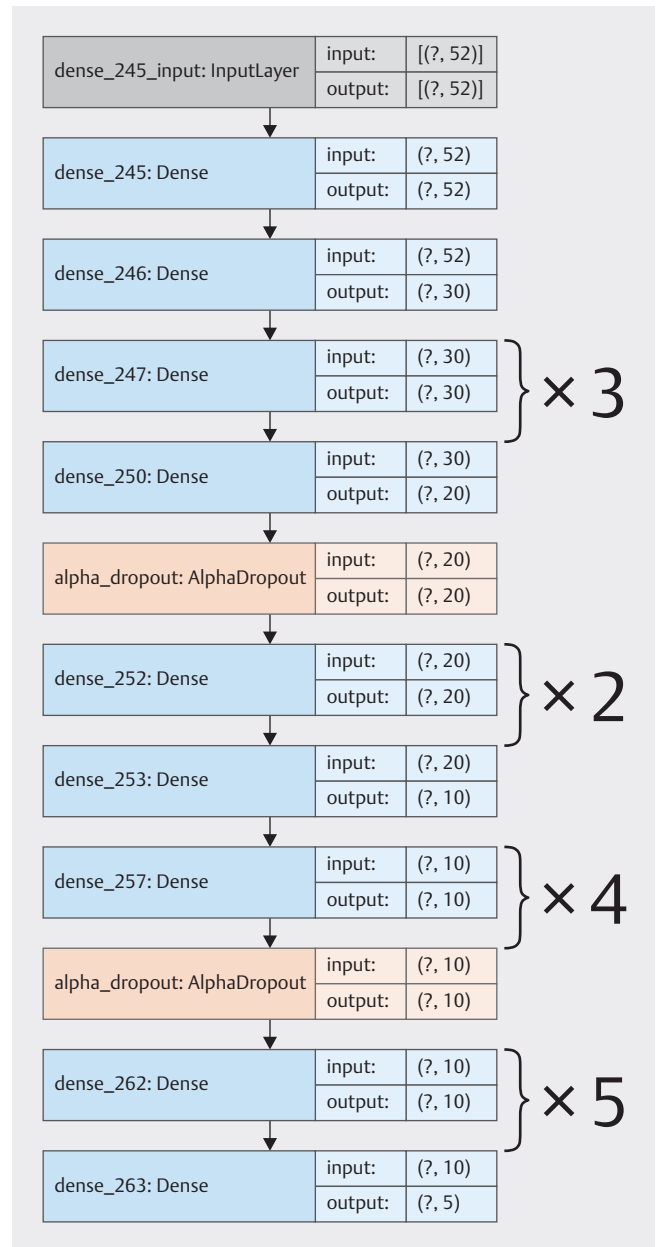 dense_245_input: InputLayer
input: [(?, 52)]
output: [(?, 52)]
dense_245: Dense
input: (?, 52)
output: (?, 52)
dense_246: Dense
input: (?, 52)
output: (?, 30)
dense_247: Dense
input: (?, 30)
output: (?, 30)
× 3
dense_250: Dense
input: (?, 30)
output: (?, 20)
alpha_dropout: AlphaDropout
input: (?, 20)
output: (?, 20)
dense_252: Dense
input: (?, 20)
output: (?, 20)
× 2
dense_253: Dense
input: (?, 20)
output: (?, 10)
dense_257: Dense
input: (?, 10)
output: (?, 10)
× 4
alpha_dropout: AlphaDropout
input: (?, 10)
output: (?, 10)
dense_262: Dense
input: (?, 10)
output: (?, 10)
× 5
dense_263: Dense
input: (?, 10)
output: (?, 5)